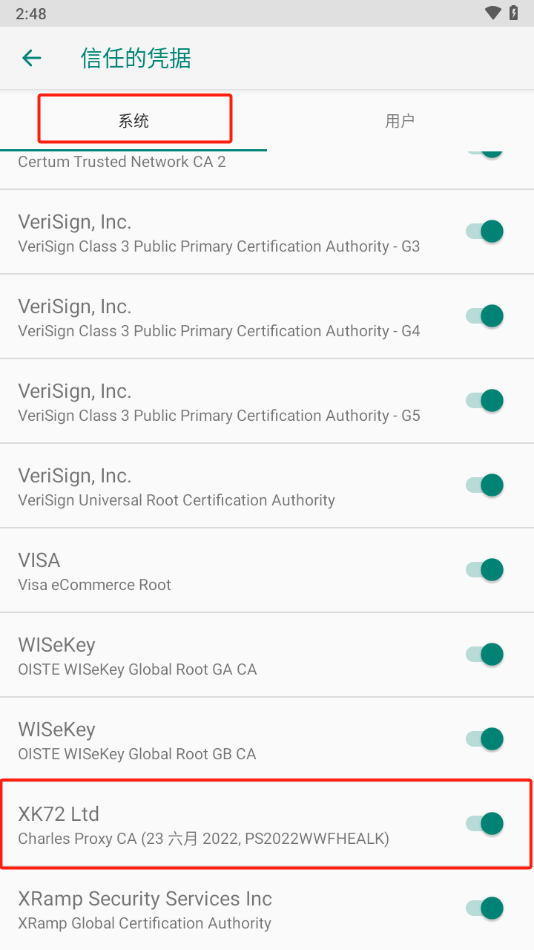 2:48
信任的凭据
系统
用户
Certum Trusted Network CA 2
VeriSign, Inc.
VeriSign Class 3 Public Primary Certification Authority - G3
VeriSign, Inc.
VeriSign Class 3 Public Primary Certification Authority - G4
VeriSign, Inc.
VeriSign Class 3 Public Primary Certification Authority - G5
VeriSign, Inc.
VeriSign Universal Root Certification Authority
VISA
Visa eCommerce Root
WISeKey
OISTE WISeKey Global Root GA CA
WISeKey
OISTE WISeKey Global Root GB CA
XK72 Ltd
Charles Proxy CA (23 六月 2022, PS2022WWFHEALK)
XRamp Security Services Inc
XRamp Global Certification Authority